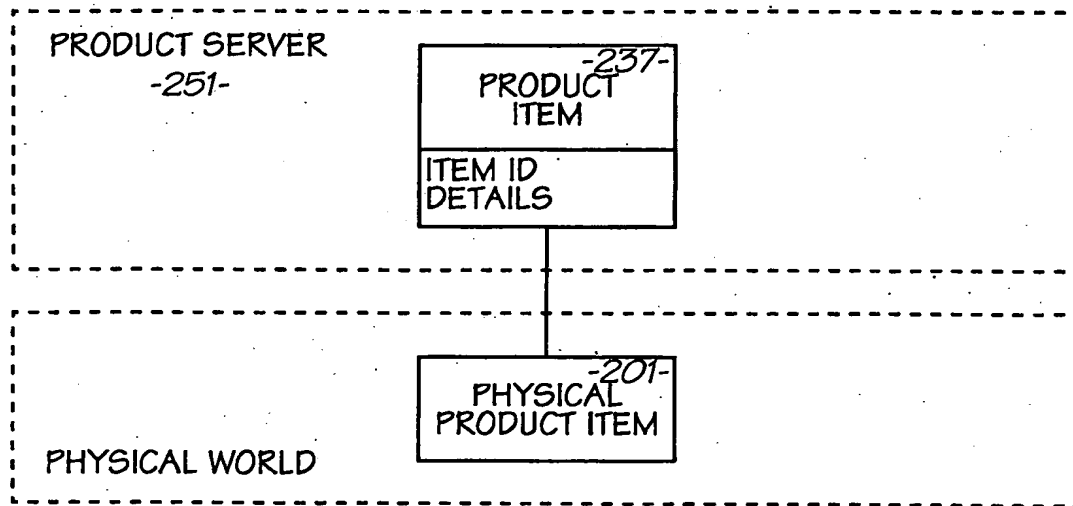 PRODUCT SERVER
-251-
-237-
PRODUCT
ITEM
ITEM ID
DETAILS
-201-
PHYSICAL
PRODUCT ITEM
PHYSICAL WORLD